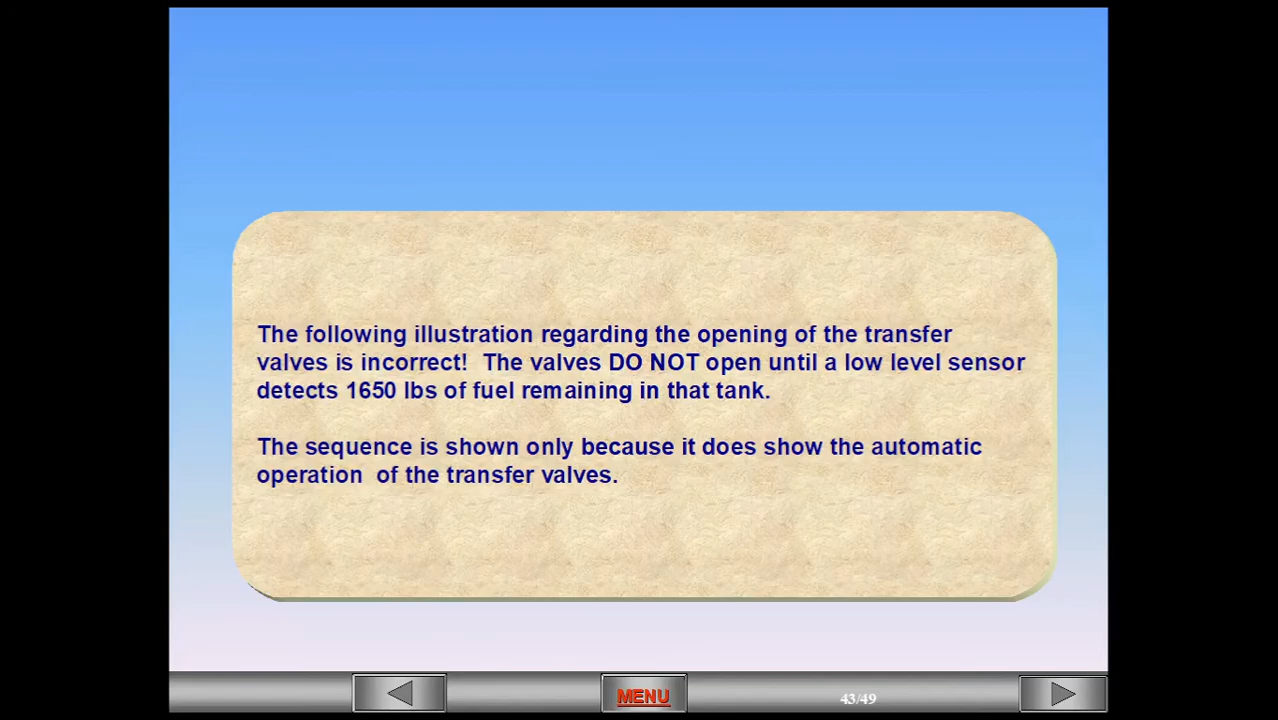 The following illustration regarding the opening of the transfer
valves is incorrect!  The valves DO NOT open until a low level sensor
detects 1650 lbs of fuel remaining in that tank.
The sequence is shown only because it does show the automatic
operation  of the transfer valves.
MENU
43/49